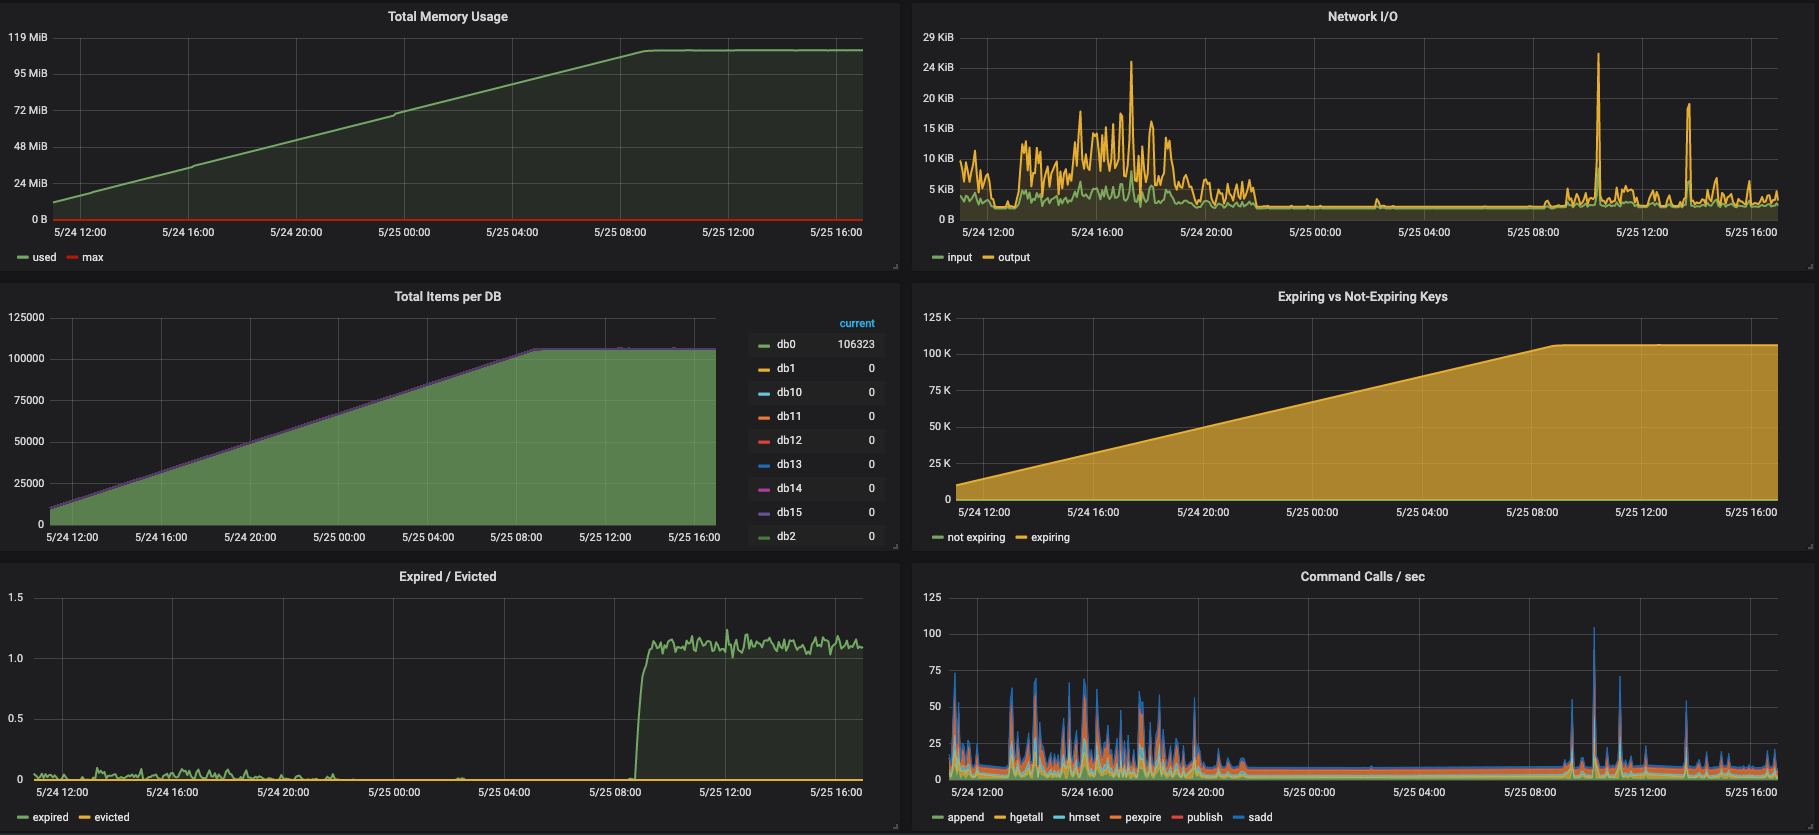 Total Memory Usage
119 MiB
95 MiB
72 MiB
48 MiB
24 MiB
0 B
5/24 12:00 5/24 16:00 5/24 20:00 5/25 00:00 5/25 04:00 5/25 08:00 5/25 12:00 5/25 16:00
used max
Network I/O
29 KiB
24 KiB
20 KiB
15 KiB
10 KiB
5 KiB
0 B
5/24 12:00 5/24 16:00 5/24 20:00 5/25 00:00 5/25 04:00 5/25 08:00 5/25 12:00 5/25 16:00
input output
Total Items per DB
125000
100000
75000
50000
25000
0
5/24 12:00 5/24 16:00 5/24 20:00 5/25 00:00 5/25 04:00 5/25 08:00 5/25 12:00 5/25 16:00
current
db0 106323
db1 0
db10 0
db11 0
db12 0
db13 0
db14 0
db15 0
db2 0
Expiring vs Not-Expiring Keys
125 K
100 K
75 K
50 K
25 K
0
5/24 12:00 5/24 16:00 5/24 20:00 5/25 00:00 5/25 04:00 5/25 08:00 5/25 12:00 5/25 16:00
not expiring expiring
Expired / Evicted
1.5
1.0
0.5
0
5/24 12:00 5/24 16:00 5/24 20:00 5/25 00:00 5/25 04:00 5/25 08:00 5/25 12:00 5/25 16:00
expired evicted
Command Calls / sec
125
100
75
50
25
0
5/24 12:00 5/24 16:00 5/24 20:00 5/25 00:00 5/25 04:00 5/25 08:00 5/25 12:00 5/25 16:00
append hgetall hmset pexpire publish sadd